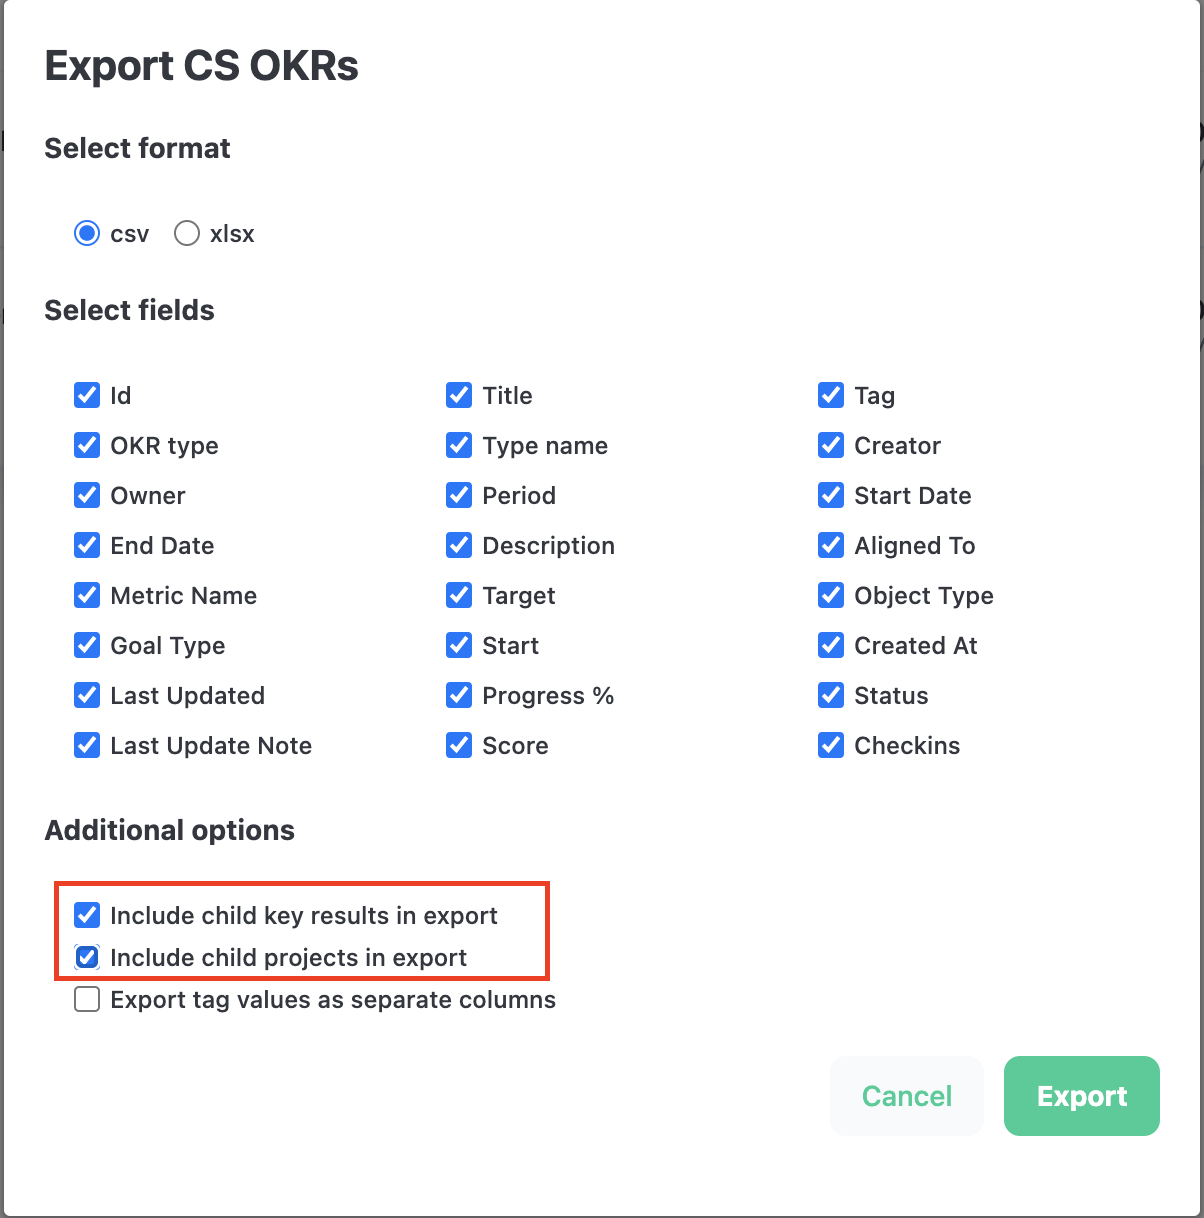 Export CS OKRs
Select format
csv xlsx
Select fields
Id Title Tag
OKR type Type name Creator
Owner Period Start Date
End Date Description Aligned To
Metric Name Target Object Type
Goal Type Start Created At
Last Updated Progress % Status
Last Update Note Score Checkins
Additional options
Include child key results in export
Include child projects in export
Export tag values as separate columns
Cancel Export